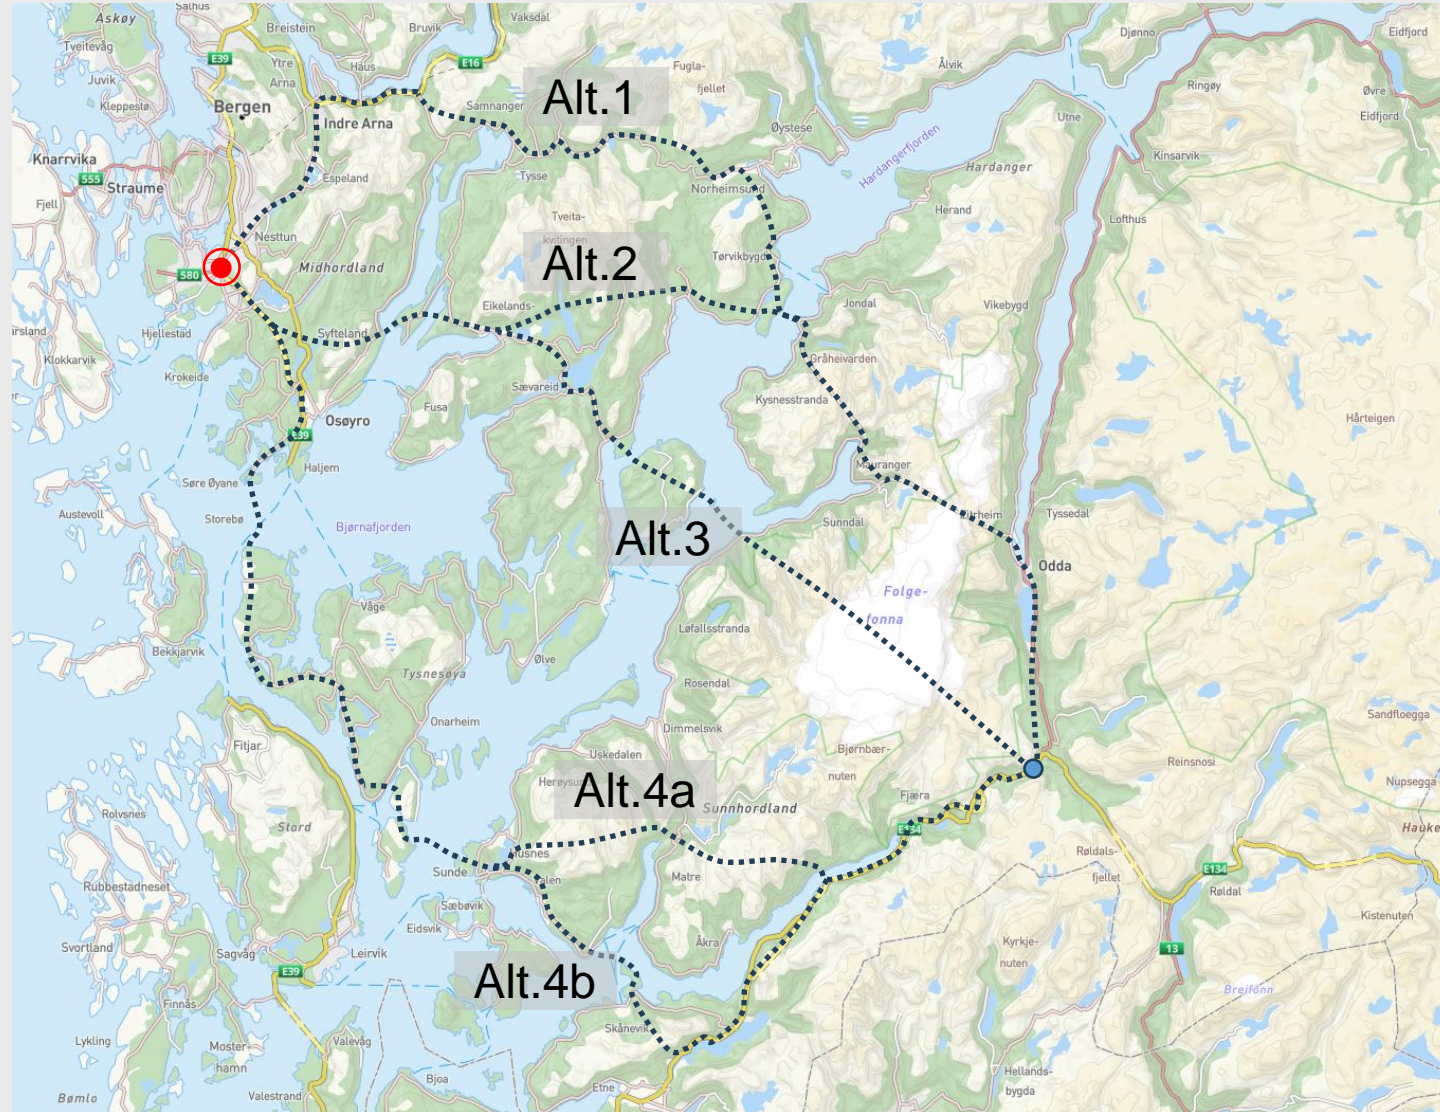 Salhus
Askøy
Vaksdal
Breistein
Bruvik
Djønno
Eidfjord
Tveitevåg
E39
Ytre
Arna
Haus
E16
Ålvik
Juvik
Fugla-
fjellet
Ringøy
Øvre
Eidfjord
Kleppestø
Bergen
Samnanger
Alt.1
Indre Arna
Øystese
Utne
Hardangerfjorden
Knarrvika
Kinsarvik
555
Straume
Espeland
Tysse
Norheimsund
Hardanger
Fjell
Herand
Lofthus
Tveita-
kvitingen
Nesttun
Midhordland
Alt.2
Tørvikbygd
580
Eikelands-
Jondal
Vikebygd
Hjellestad
Syfteland
Klokkarvik
Krokeide
Gråheivarden
Sævareid
Kysnesstranda
Fusa
Osøyro
Hårteigen
E39
Haljem
Mauranger
Søre Øyane
Austevoll
Storebø
Bjørnafjorden
Sunndal
Tyssedal
Alt.3
Odda
Folge-
fonna
Våge
Løfallsstranda
Bekkjarvik
Ølve
Tysnesøya
Rosendal
Onarheim
Dimmelsvik
Sandfloegga
Fitjar
Uskedalen
Bjørnbær-
nuten
Reinsnosi
Nupsegga
Alt.4a
Sunnhordland
Fjæra
Rolvsnes
Stord
E134
Røldals-
fjellet
Sunde
Matre
E134
Røldal
Rubbestadneset
Sæbøvik
Eidsvik
Kistenuten
Svortland
Sagvåg
Leirvik
Åkra
Kyrkje-
nuten
13
E39
Alt.4b
Breifonn
Finnås
Skånevik
Lykling
Moster-
hamn
Valevåg
Bjoa
Etne
Hellands-
bygda
Bømlo
Valestrand